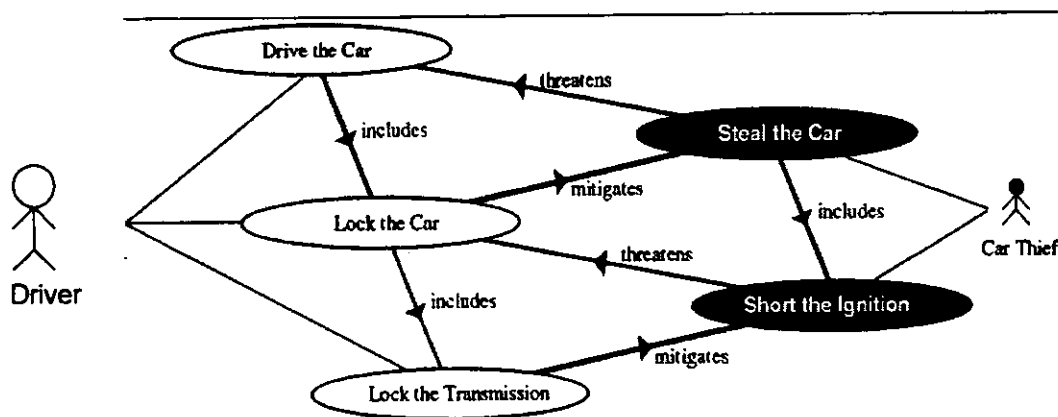 Drive the Car
threatens
Steal the Car
includes
mitigates
Lock the Car
includes
Car Thief
threatens
Driver
includes
Short the Ignition
mitigates
Lock the Transmission